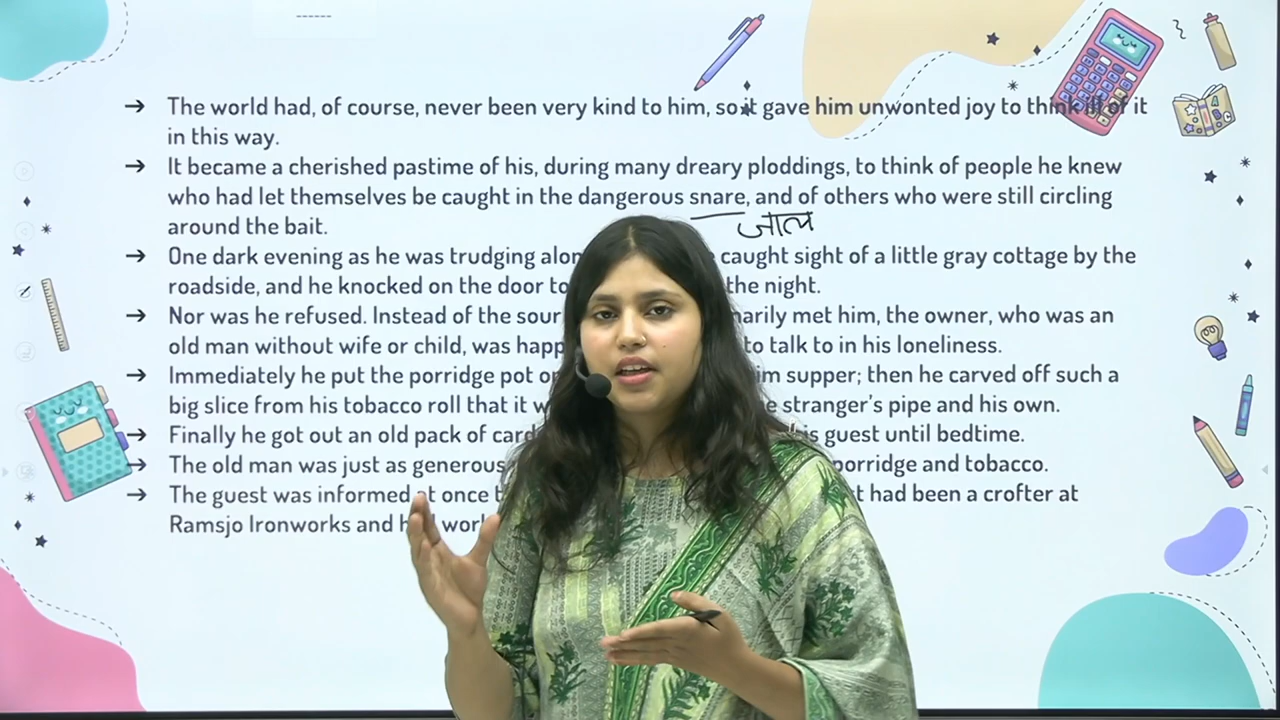 ------
→ The world had, of course, never been very kind to him, so it gave him unwonted joy to think ill of it
in this way.
→ It became a cherished pastime of his, during many dreary ploddings, to think of people he knew
who had let themselves be caught in the dangerous snare, and of others who were still circling
जाल
around the bait.
→ One dark evening as he was trudging alon caught sight of a little gray cottage by the
roadside, and he knocked on the door to the night.
→ Nor was he refused. Instead of the sour met him, the owner, who was an
old man without wife or child, was happ to talk to in his loneliness.
→ Immediately he put the porridge pot supper; then he carved off such a
big slice from his tobacco roll that it stranger's pipe and his own.
→ Finally he got out an old pack of card guest until bedtime.
→ The old man was just as generous porridge and tobacco.
→ The guest was informed at once had been a crofter at
Ramsjo Ironworks and work